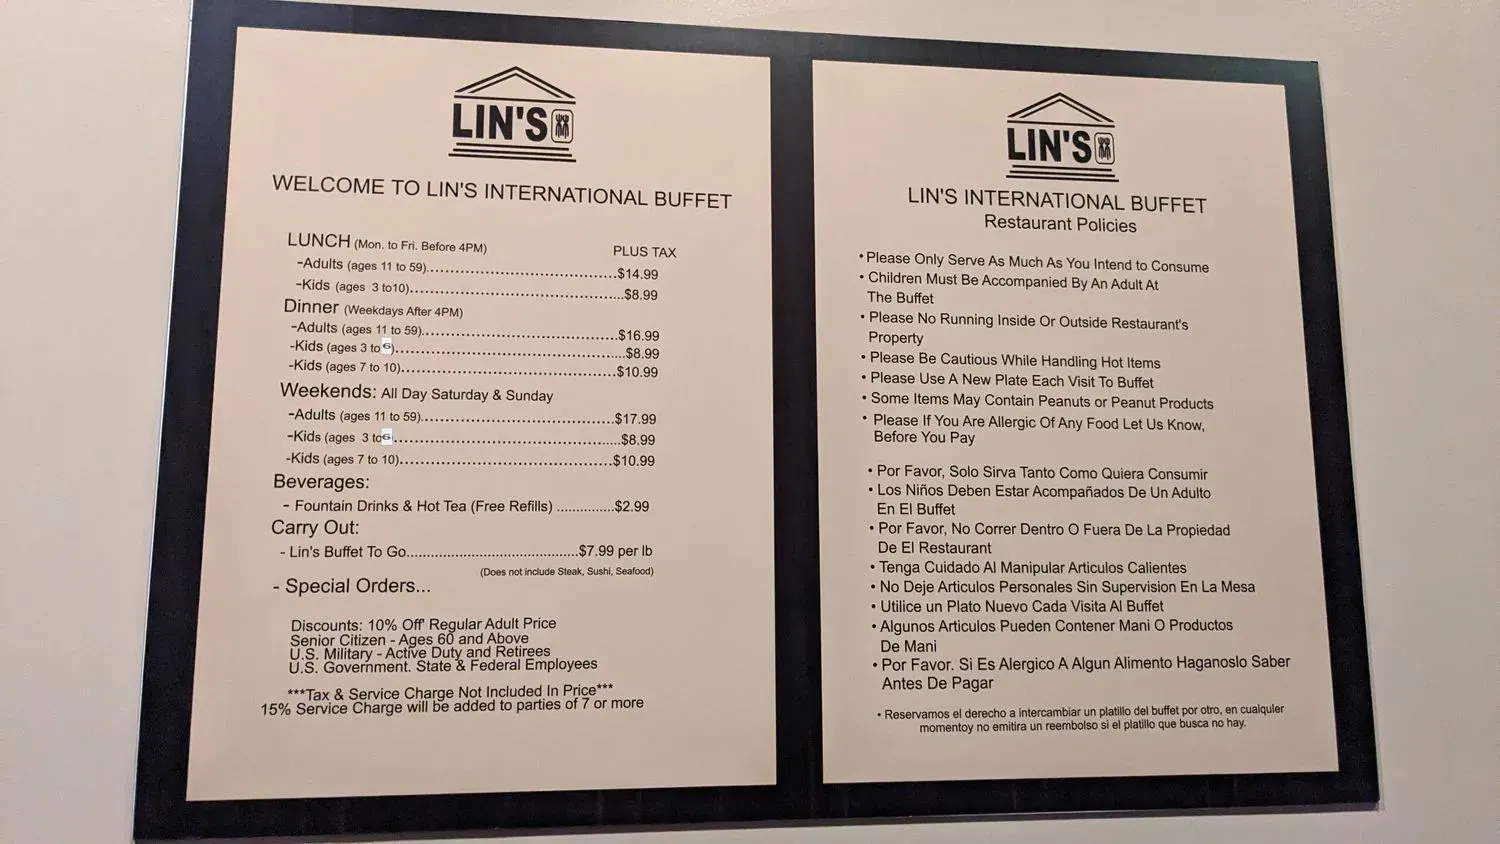 LIN'S
WELCOME TO LIN'S INTERNATIONAL BUFFET
LUNCH (Mon. to Fri. Before 4PM) PLUS TAX
-Adults (ages 11 to 59)..............................$14.99
-Kids (ages 3 to10)..................................$8.99
Dinner (Weekdays After 4PM)
-Adults (ages 11 to 59)..............................$16.99
-Kids (ages 3 to 6)..................................$8.99
-Kids (ages 7 to 10).................................$10.99
Weekends: All Day Saturday & Sunday
-Adults (ages 11 to 59)..............................$17.99
-Kids (ages 3 to6....................................$8.99
-Kids (ages 7 to 10).................................$10.99
Beverages:
- Fountain Drinks & Hot Tea (Free Refills) ..............$2.99
Carry Out:
- Lin's Buffet To Go.........................................$7.99 per lb
(Does not include Steak, Sushi, Seafood)
- Special Orders...
Discounts: 10% Off' Regular Adult Price
Senior Citizen - Ages 60 and Above
U.S. Military - Active Duty and Retirees
U.S. Government. State & Federal Employees
***Tax & Service Charge Not Included In Price***
15% Service Charge will be added to parties of 7 or more
LIN'S
LIN'S INTERNATIONAL BUFFET
Restaurant Policies
• Please Only Serve As Much As You Intend to Consume
• Children Must Be Accompanied By An Adult At
The Buffet
• Please No Running Inside Or Outside Restaurant's
Property
• Please Be Cautious While Handling Hot Items
• Please Use A New Plate Each Visit To Buffet
• Some Items May Contain Peanuts or Peanut Products
• Please If You Are Allergic Of Any Food Let Us Know,
Before You Pay
• Por Favor, Solo Sirva Tanto Como Quiera Consumir
• Los Niños Deben Estar Acompañados De Un Adulto
En El Buffet
• Por Favor, No Correr Dentro O Fuera De La Propiedad
De El Restaurant
• Tenga Cuidado Al Manipular Articulos Calientes
• No Deje Articulos Personales Sin Supervision En La Mesa
• Utilice un Plato Nuevo Cada Visita Al Buffet
• Algunos Articulos Pueden Contener Mani O Productos
De Mani
• Por Favor. Si Es Alergico A Algun Alimento Haganoslo Saber
Antes De Pagar
• Reservamos el derecho a intercambiar un platillo del buffet por otro, en cualquler
momentoy no emitira un reembolso si el platillo que busca no hay.